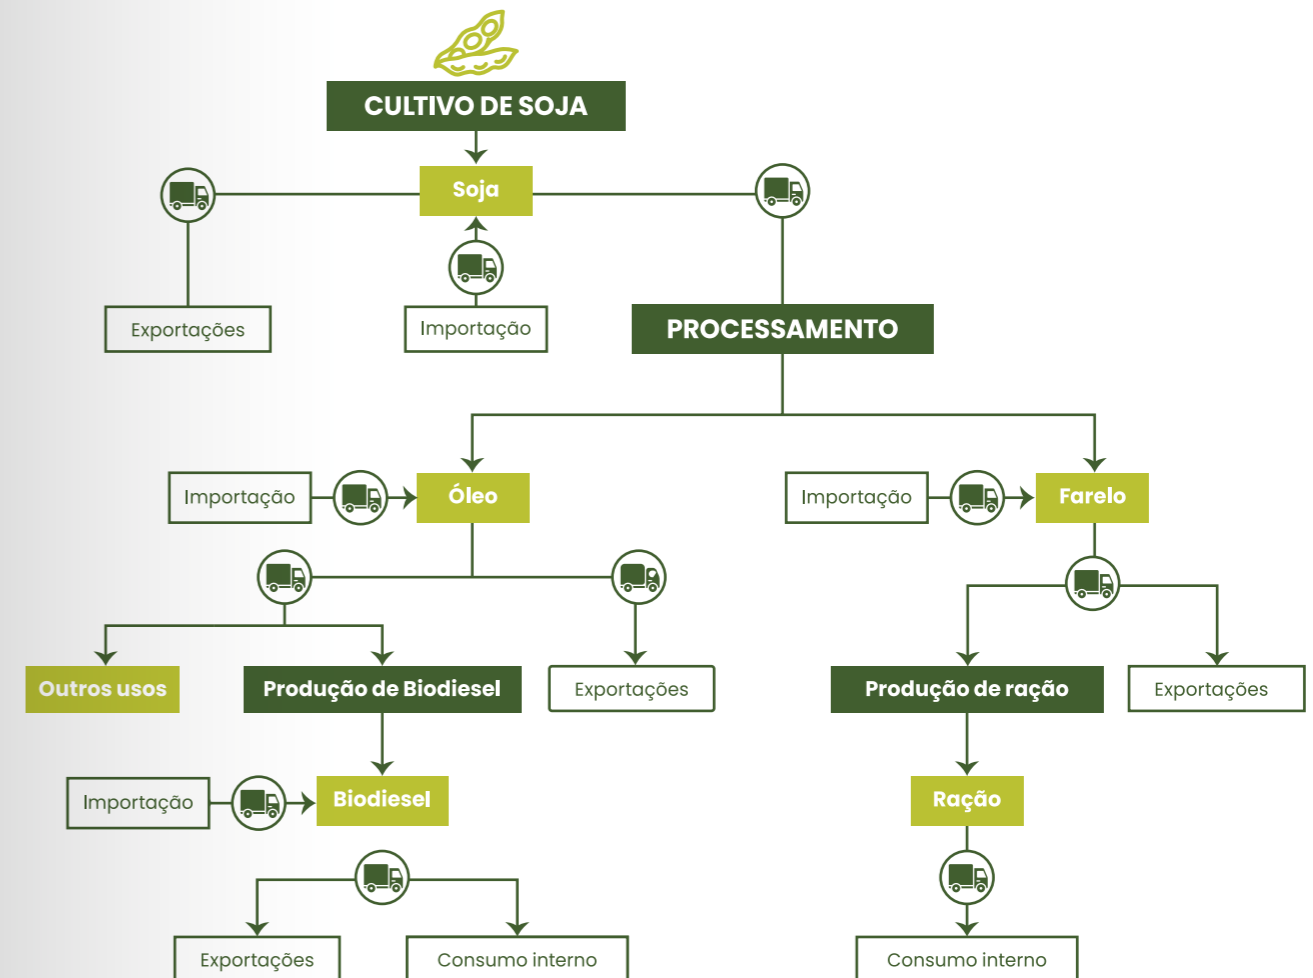 CULTIVO DE SOJA
Soja
Exportações
Importação
PROCESSAMENTO
Importação
Óleo
Importação
Farelo
Outros usos
Produção de Biodiesel
Exportações
Produção de ração
Exportações
Importação
Biodiesel
Ração
Exportações
Consumo interno
Consumo interno